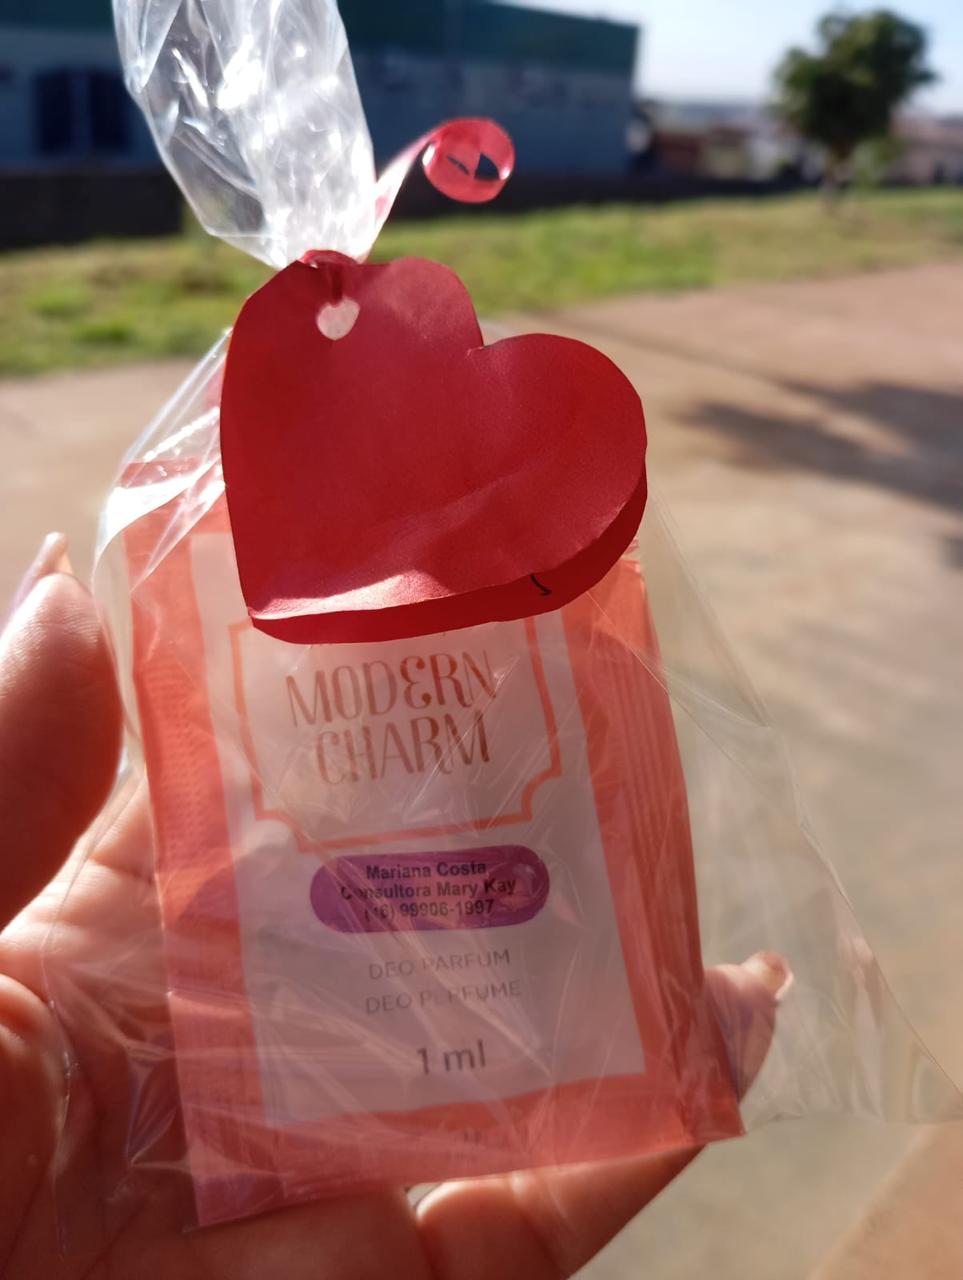 MODERN
CHARM
Mariana Costa
Consultora Mary Kay
(16) 99906-1997
DEO PARFUM
DEO PERFUME
1 ml